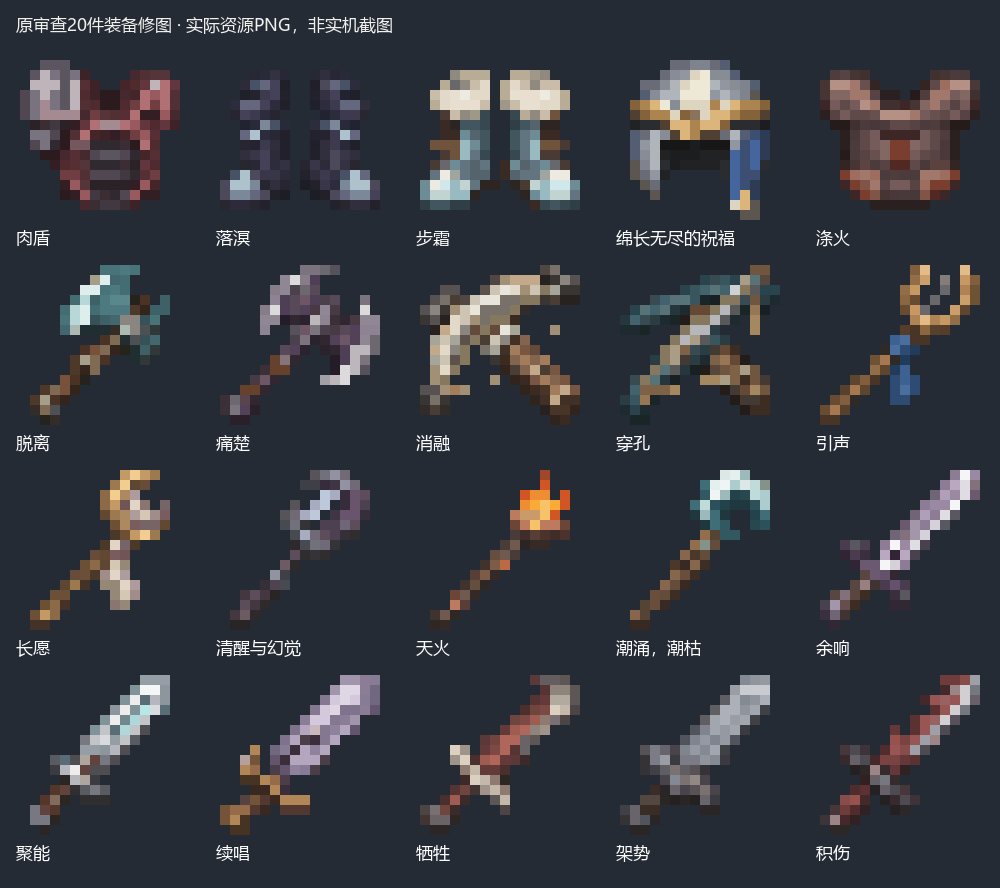 原审查20件装备修图 · 实际资源PNG，非实机截图
肉盾 落溟 步霜 绵长无尽的祝福 涤火
脱离 痛楚 消融 穿孔 引声
长愿 清醒与幻觉 天火 潮涌，潮枯 余响
聚能 续唱 牺牲 架势 积伤